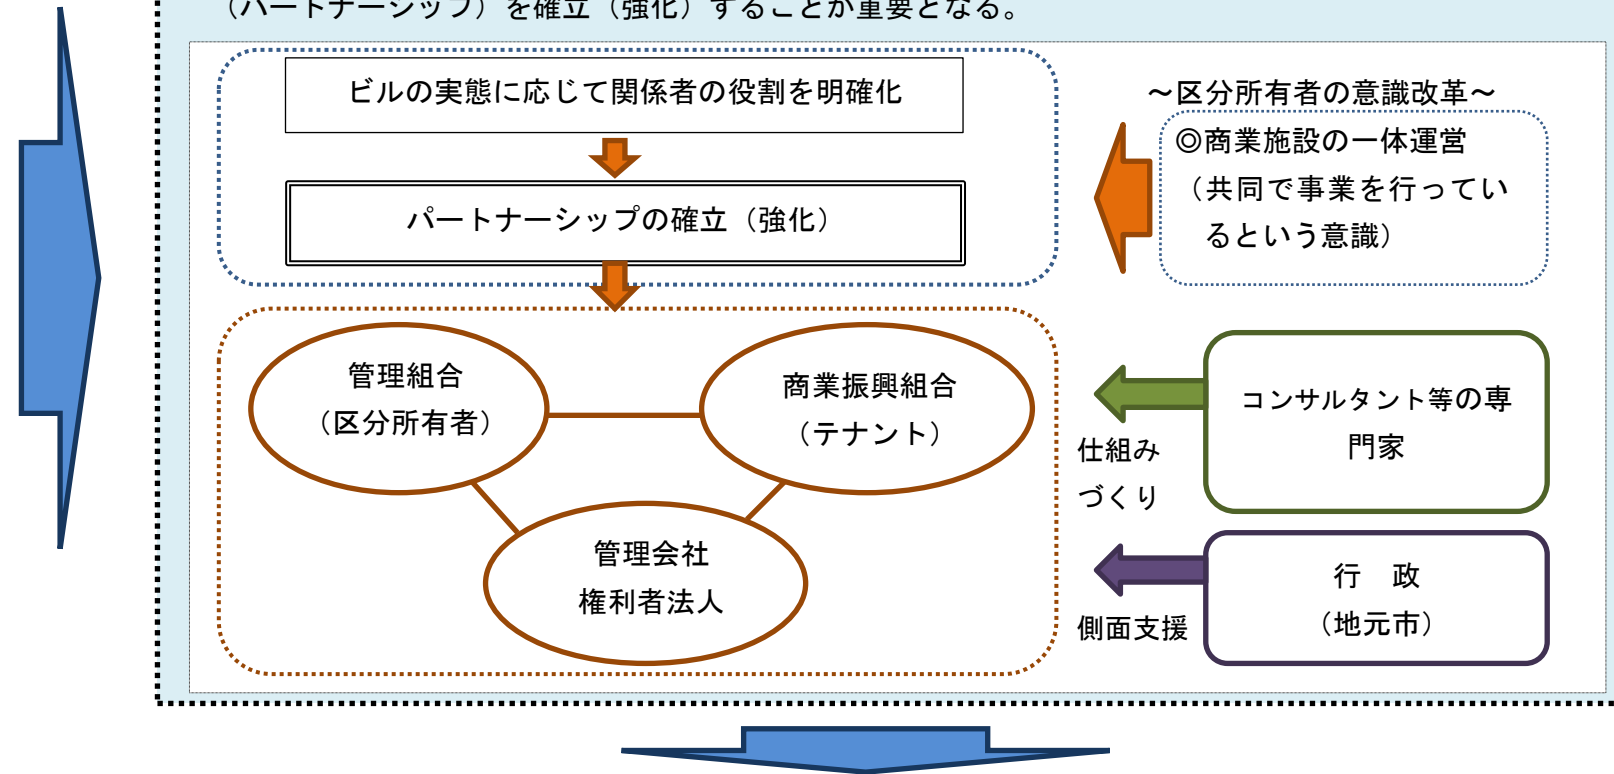 （パートナーシップ）を確立（強化）することが重要となる。
ビルの実態に応じて関係者の役割を明確化
パートナーシップの確立（強化）
～区分所有者の意識改革～
◎商業施設の一体運営
（共同で事業を行ってい
るという意識）
管理組合
（区分所有者）
商業振興組合
（テナント）
管理会社
権利者法人
仕組み
づくり
コンサルタント等の専
門家
側面支援
行　政
（地元市）